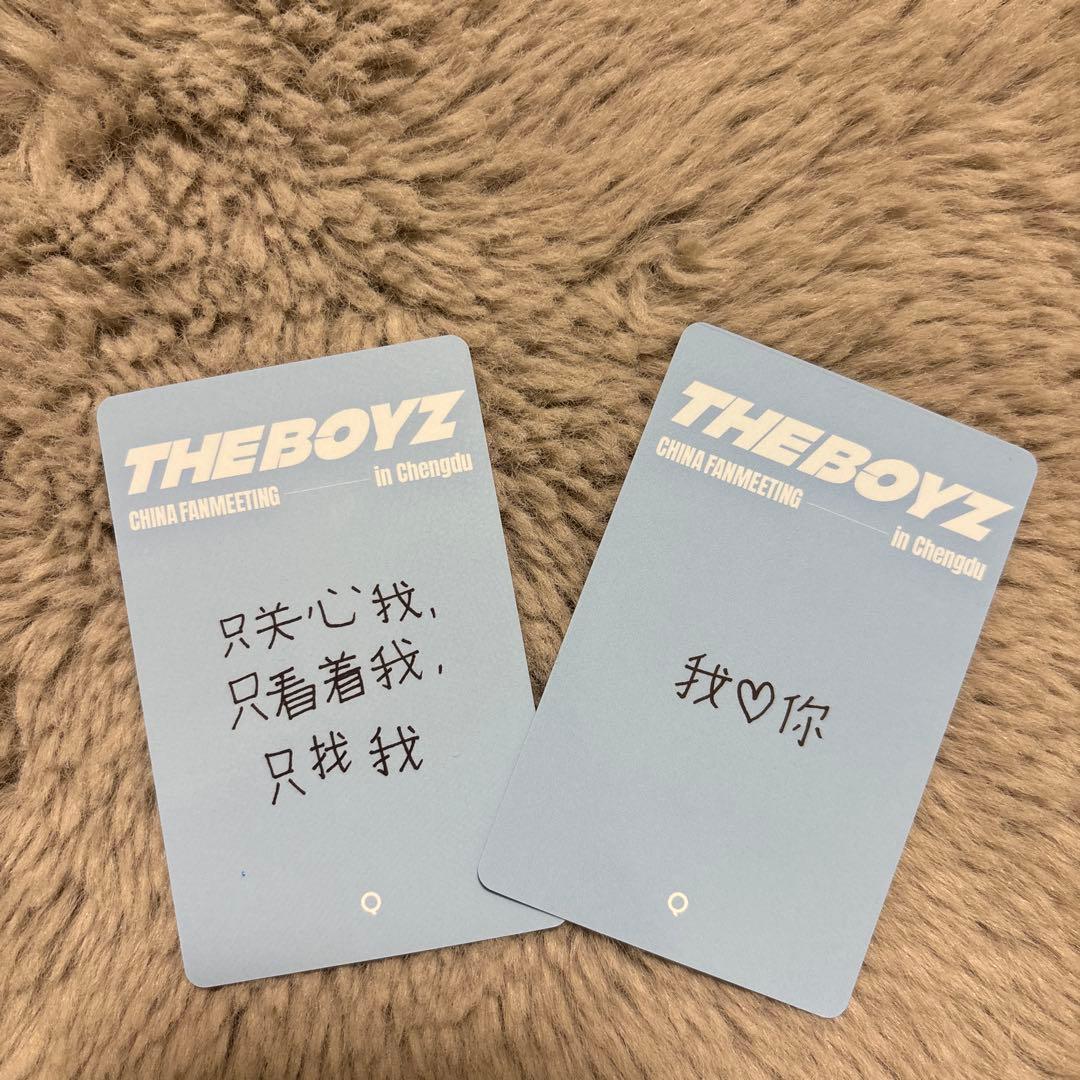 THEBOYZ
CHINA FANMEETING in Chengdu
只关心我,
只看着我,
只找我
Q
THEBOYZ
CHINA FANMEETING in Chengdu
我♡你
Q